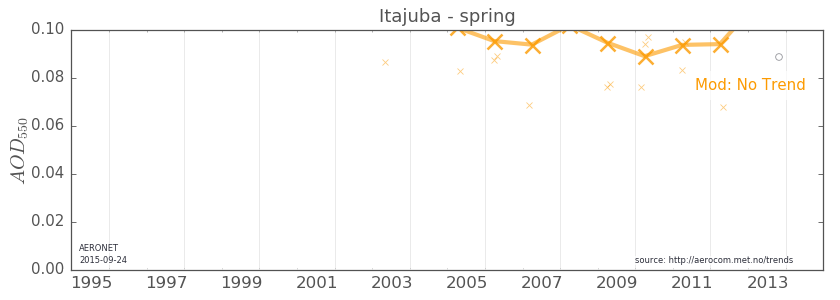 Itajuba - spring
0.10
0.08
0.06
0.04
0.02
0.00
AOD550
Mod: No Trend
AERONET
2015-09-24
source: http://aerocom.met.no/trends
1995 1997 1999 2001 2003 2005 2007 2009 2011 2013